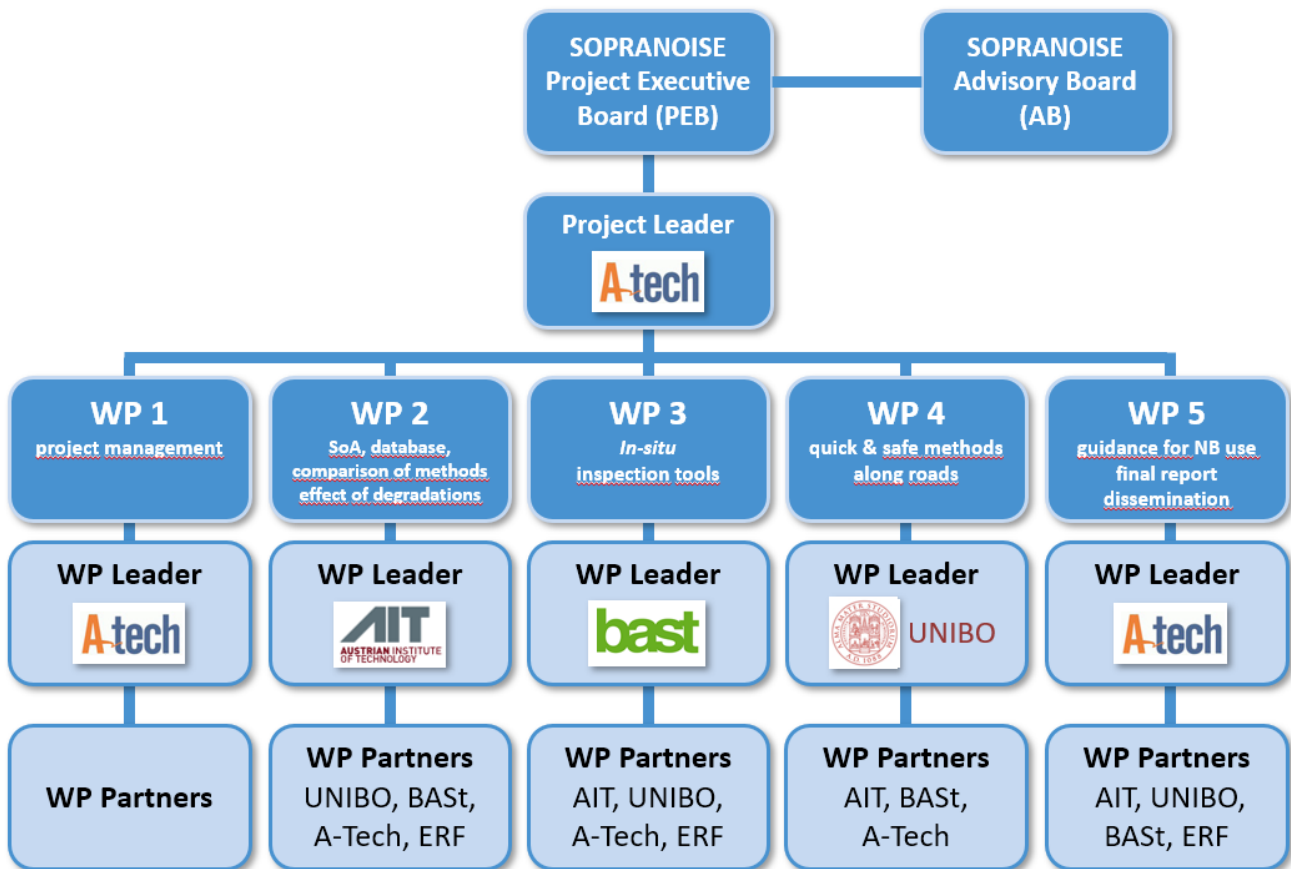 SOPRANOISE
Project Executive
Board (PEB)
SOPRANOISE
Advisory Board
(AB)
Project Leader
A-tech
WP 1
project management
WP 2
SoA, database,
comparison of methods
effect of degradations
WP 3
In-situ
inspection tools
WP 4
quick & safe methods
along roads
WP 5
guidance for NB use
final report
dissemination
WP Leader
A-tech
WP Leader
AIT
AUSTRIAN INSTITUTE
OF TECHNOLOGY
WP Leader
bast
WP Leader
ALMA MATER STUDIORUM
A.D. 1088
UNIBO
WP Leader
A-tech
WP Partners
WP Partners
UNIBO, BASt,
A-Tech, ERF
WP Partners
AIT, UNIBO,
A-Tech, ERF
WP Partners
AIT, BASt,
A-Tech
WP Partners
AIT, UNIBO,
BASt, ERF